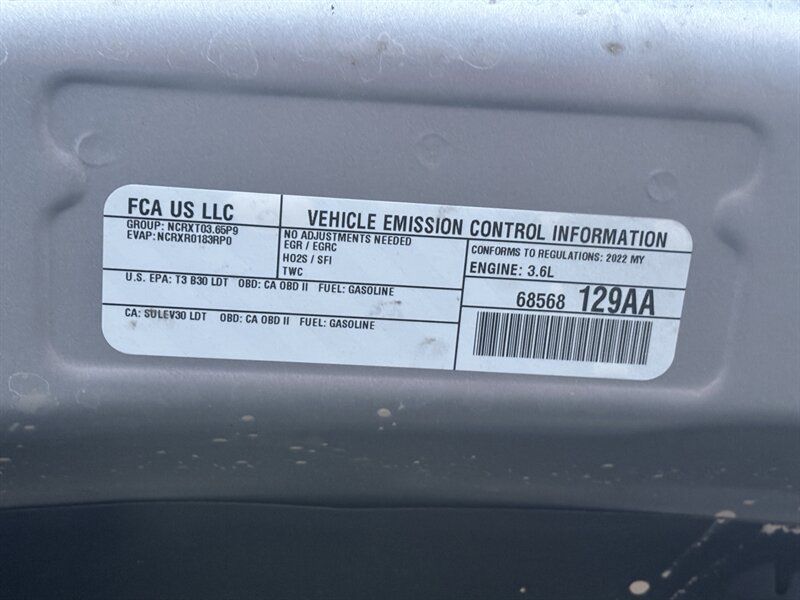 FCA US LLC
GROUP: NCRXT03.65P9
EVAP: NCRXR0183RP0
VEHICLE EMISSION CONTROL INFORMATION
NO ADJUSTMENTS NEEDED
EGR / EGRC
HO2S / SFI
TWC
CONFORMS TO REGULATIONS: 2022 MY
ENGINE: 3.6L
U.S. EPA: T3 B30 LDT OBD: CA OBD II FUEL: GASOLINE
68568 129AA
CA: SULEV30 LDT OBD: CA OBD II FUEL: GASOLINE